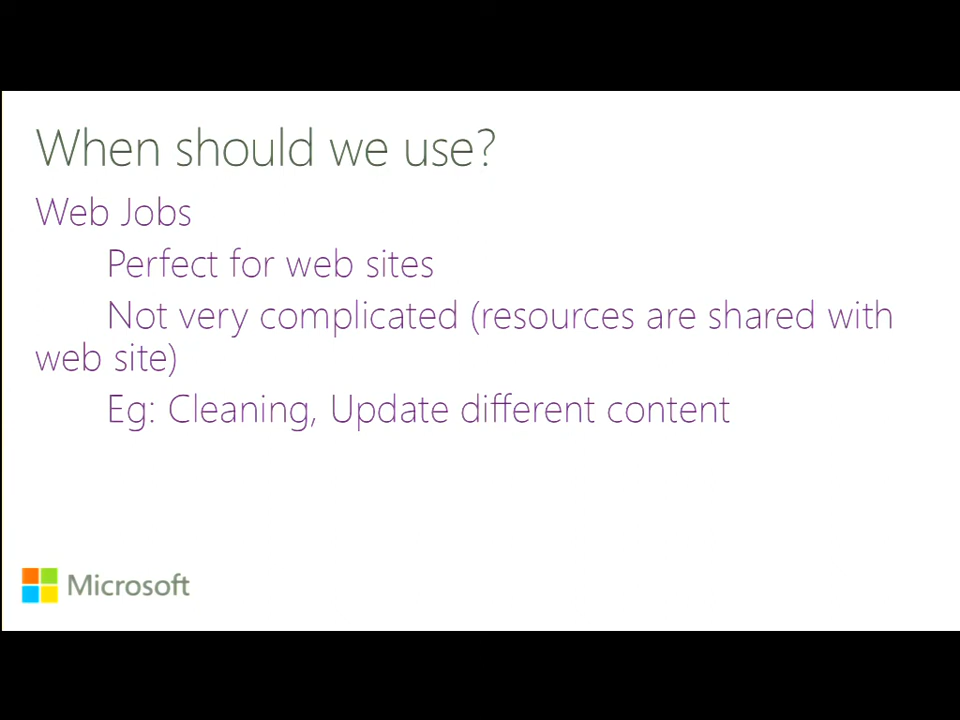 When should we use?
Web Jobs
Perfect for web sites
Not very complicated (resources are shared with
web site)
Eg: Cleaning, Update different content
Microsoft